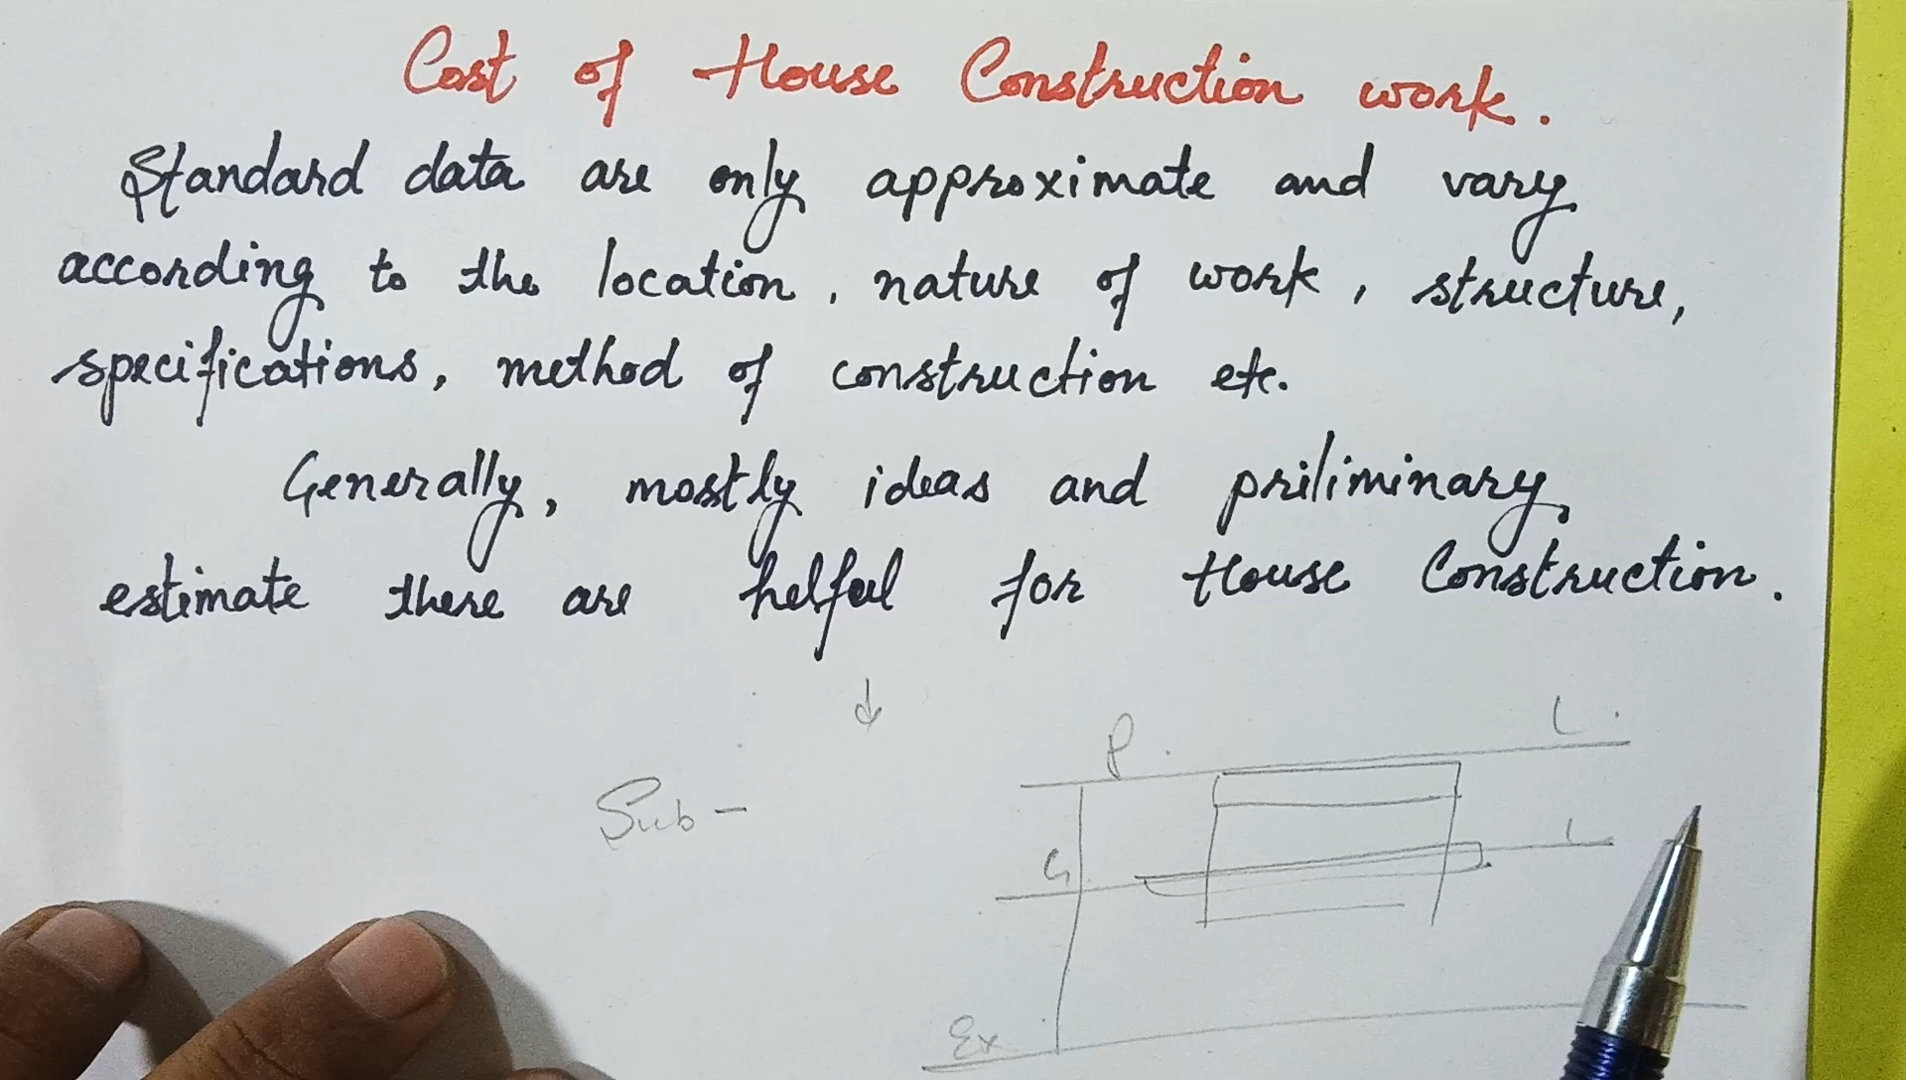 Cost of House Construction work.
Standard data are only approximate and vary
according to the location, nature of work, structure,
specifications, method of construction etc.
Generally, mostly ideas and priliminary
estimate there are helful for House Construction.
P. L.
Sub-
G L
Ex